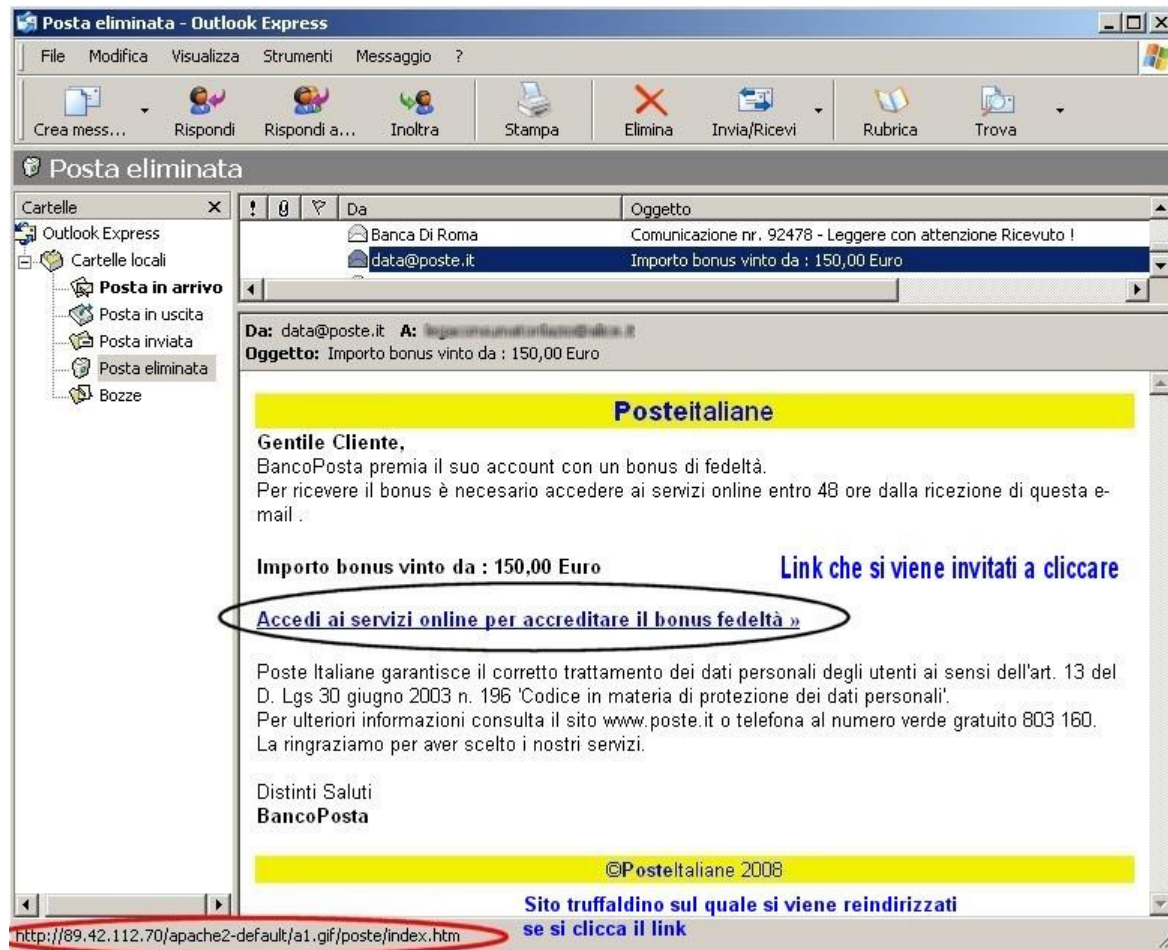 Posta eliminata - Outlook Express
File Modifica Visualizza Strumenti Messaggio ?
Crea mess... Rispondi Rispondi a... Inoltra Stampa Elimina Invia/Ricevi Rubrica Trova
Posta eliminata
Cartelle
Outlook Express
Cartelle locali
Posta in arrivo
Posta in uscita
Posta inviata
Posta eliminata
Bozze
! Da Oggetto
Banca Di Roma Comunicazione nr. 92478 - Leggere con attenzione Ricevuto !
data@poste.it Importo bonus vinto da : 150,00 Euro
Da: data@poste.it A:
Oggetto: Importo bonus vinto da : 150,00 Euro
Posteitaliane
Gentile Cliente,
BancoPosta premia il suo account con un bonus di fedeltà.
Per ricevere il bonus è necesario accedere ai servizi online entro 48 ore dalla ricezione di questa e-
mail .
Importo bonus vinto da : 150,00 Euro
Link che si viene invitati a cliccare
Accedi ai servizi online per accreditare il bonus fedeltà »
Poste Italiane garantisce il corretto trattamento dei dati personali degli utenti ai sensi dell'art. 13 del
D. Lgs 30 giugno 2003 n. 196 'Codice in materia di protezione dei dati personali'.
Per ulteriori informazioni consulta il sito www.poste.it o telefona al numero verde gratuito 803 160.
La ringraziamo per aver scelto i nostri servizi.
Distinti Saluti
BancoPosta
©PosteItaliane 2008
Sito truffaldino sul quale si viene reindirizzati
se si clicca il link
http://89.42.112.70/apache2-default/a1.gif/poste/index.htm